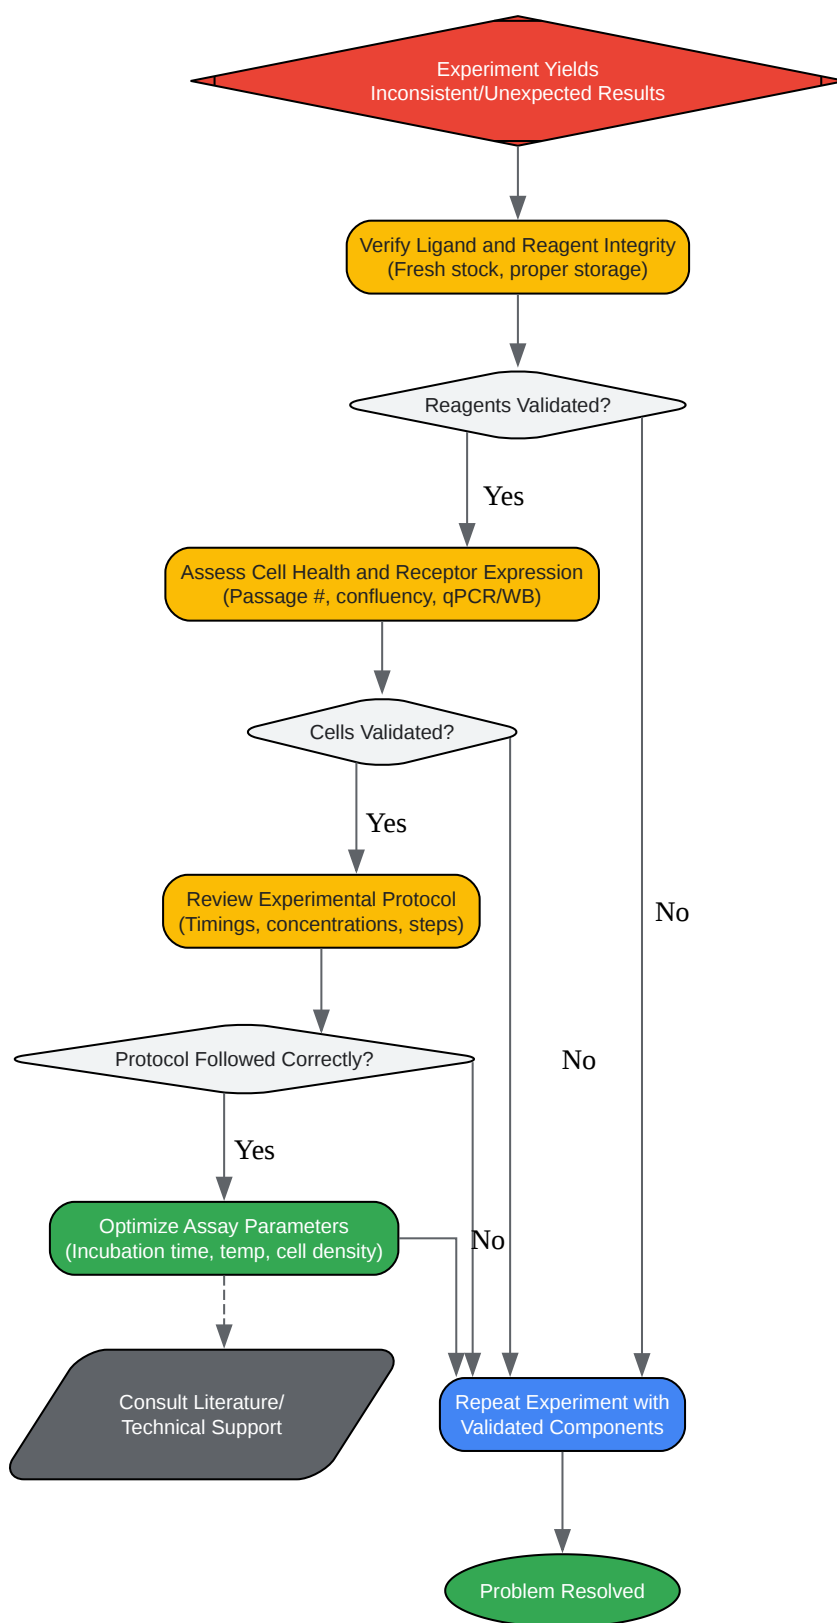 Experiment Yields
Inconsistent/Unexpected Results
Verify Ligand and Reagent Integrity
(Fresh stock, proper storage)
Reagents Validated?
Yes
Assess Cell Health and Receptor Expression
(Passage #, confluency, qPCR/WB)
Cells Validated?
Yes
Review Experimental Protocol
(Timings, concentrations, steps)
No
Protocol Followed Correctly?
No
Yes
Optimize Assay Parameters
(Incubation time, temp, cell density)
No
Consult Literature/
Technical Support
Repeat Experiment with
Validated Components
Problem Resolved